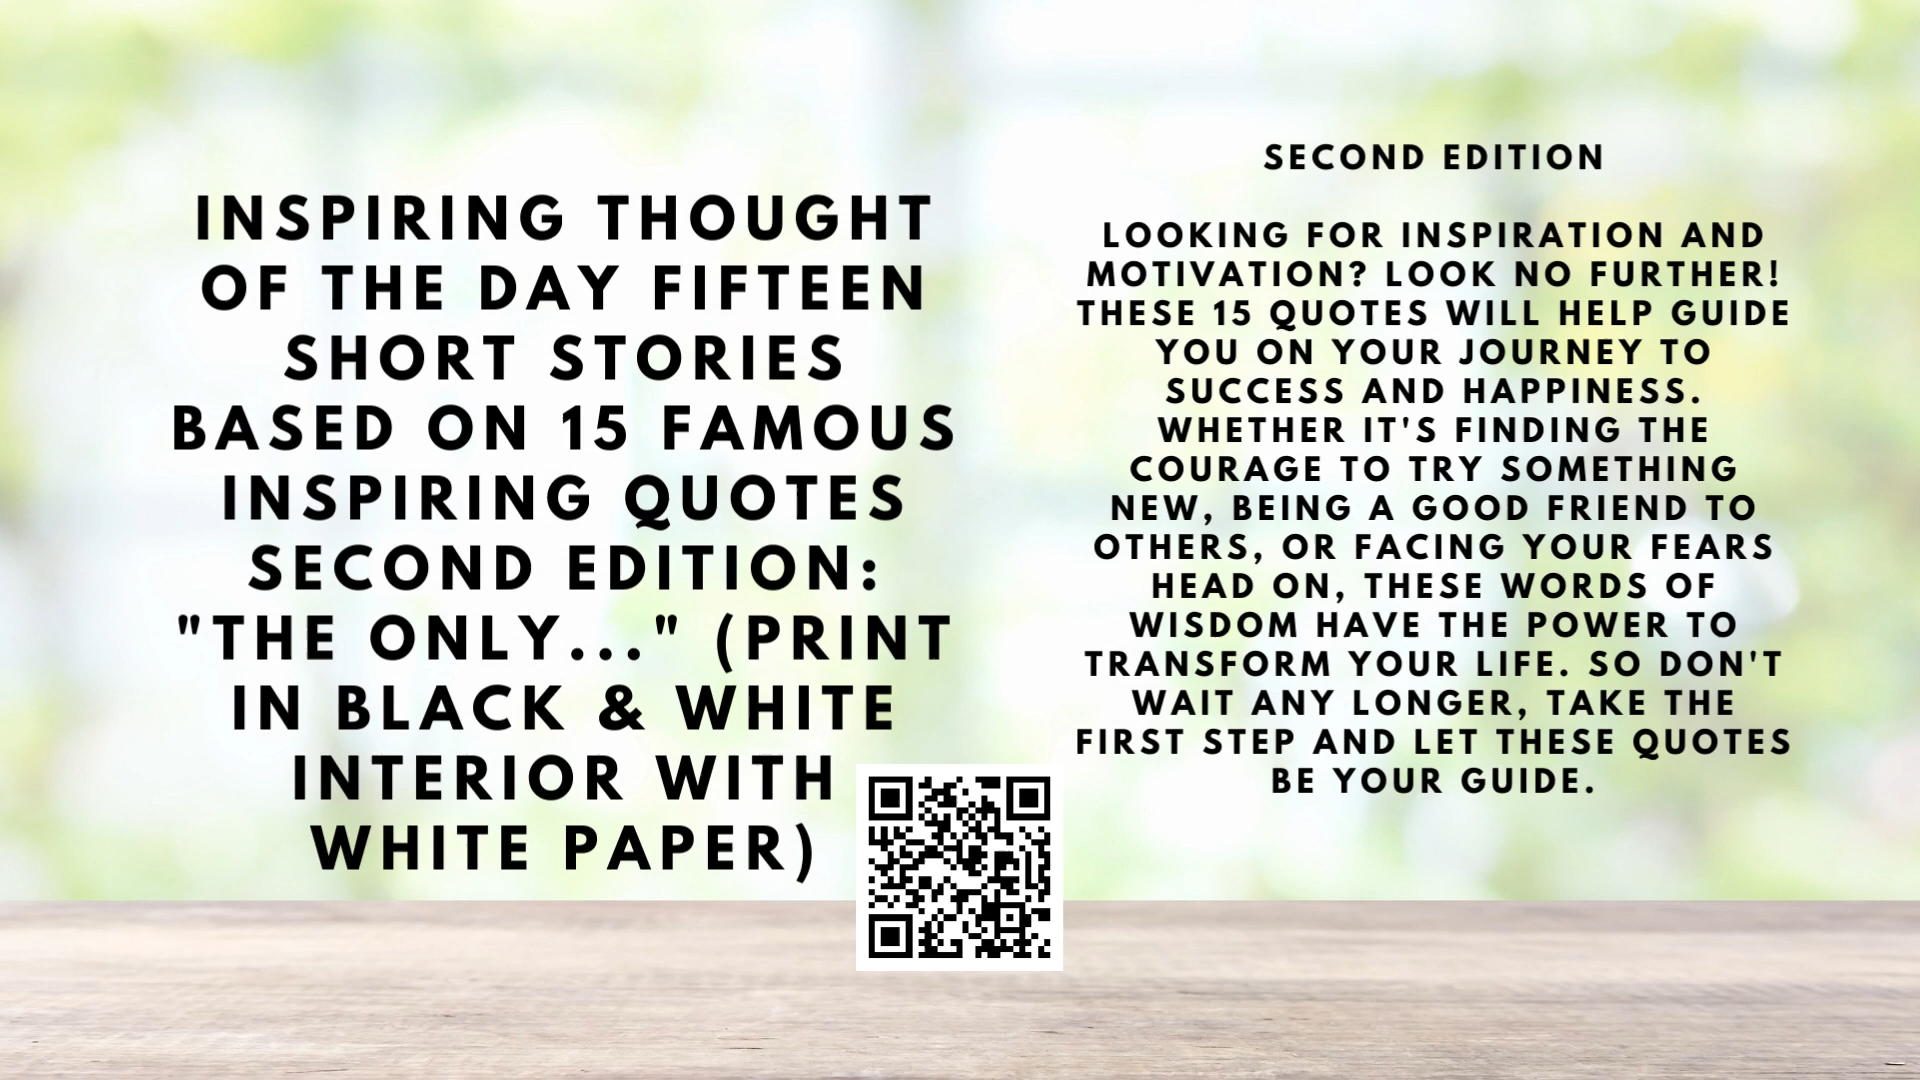 INSPIRING THOUGHT
OF THE DAY FIFTEEN
SHORT STORIES
BASED ON 15 FAMOUS
INSPIRING QUOTES
SECOND EDITION:
"THE ONLY..." (PRINT
IN BLACK & WHITE
INTERIOR WITH
WHITE PAPER)
SECOND EDITION
LOOKING FOR INSPIRATION AND
MOTIVATION? LOOK NO FURTHER!
THESE 15 QUOTES WILL HELP GUIDE
YOU ON YOUR JOURNEY TO
SUCCESS AND HAPPINESS.
WHETHER IT'S FINDING THE
COURAGE TO TRY SOMETHING
NEW, BEING A GOOD FRIEND TO
OTHERS, OR FACING YOUR FEARS
HEAD ON, THESE WORDS OF
WISDOM HAVE THE POWER TO
TRANSFORM YOUR LIFE. SO DON'T
WAIT ANY LONGER, TAKE THE
FIRST STEP AND LET THESE QUOTES
BE YOUR GUIDE.